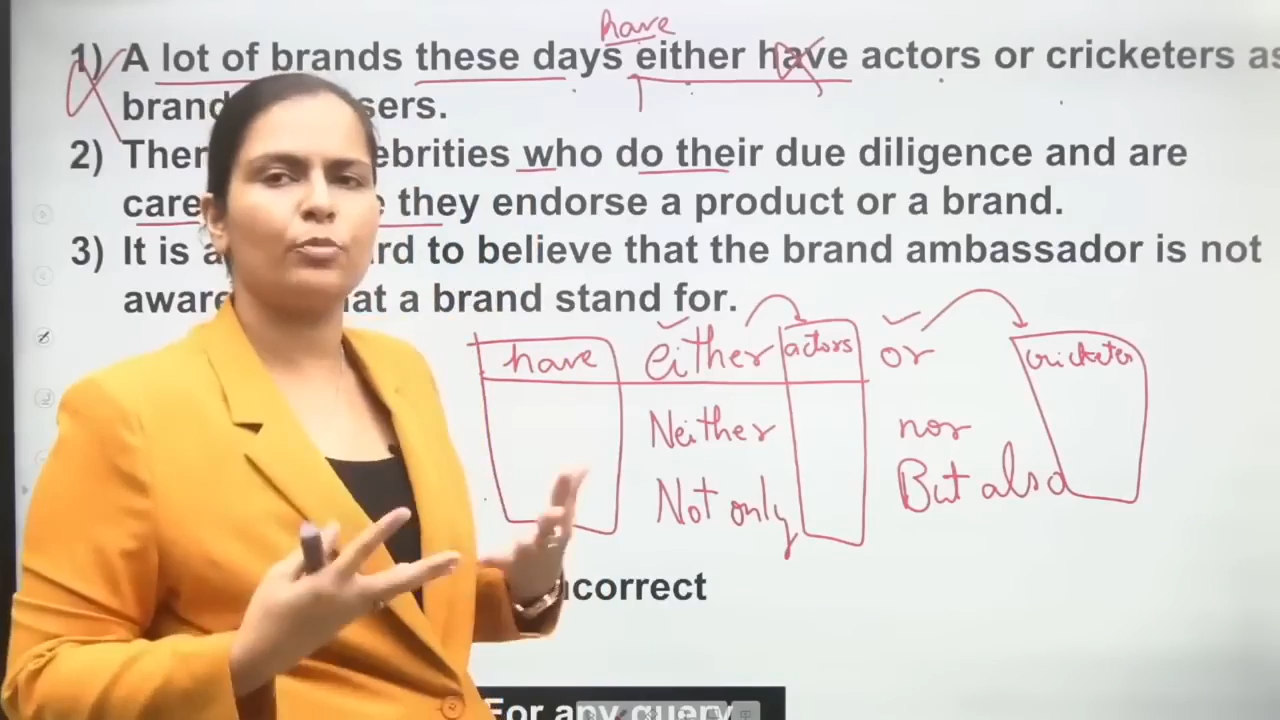 have
1) A lot of brands these days either have actors or cricketers as
brand sers.
2) Ther ebrities who do their due diligence and are
care they endorse a product or a brand.
3) It is a rd to believe that the brand ambassador is not
aware at a brand stand for.
have either actors or cricketer
Neither nor
Not only But also
ncorrect
For any query